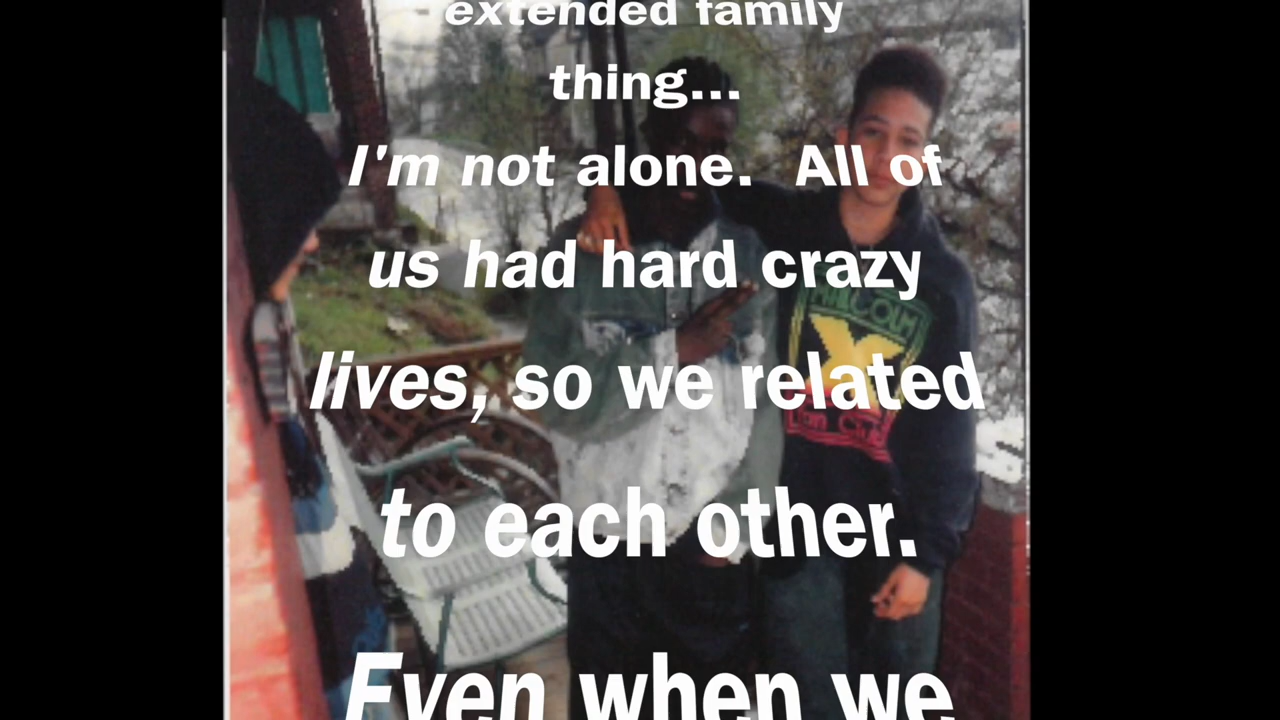 extended family
thing...
I'm not alone.  All of
us had hard crazy
lives, so we related
to each other.
Even when we
MALCOLM
X